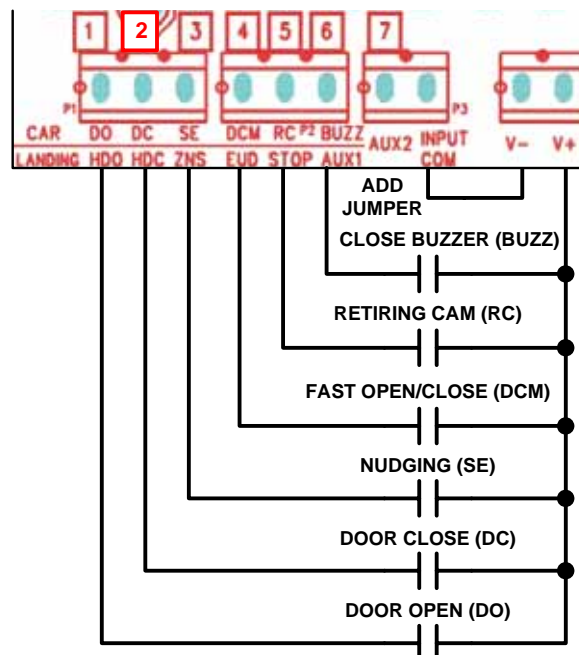 1 2 3 4 5 6 7
P1 P3
CAR DO DC SE DCM RC P2 BUZZ AUX2 INPUT COM V- V+
LANDING HDO HDC ZNS EUD STOP AUX1
ADD
JUMPER
CLOSE BUZZER (BUZZ)
RETIRING CAM (RC)
FAST OPEN/CLOSE (DCM)
NUDGING (SE)
DOOR CLOSE (DC)
DOOR OPEN (DO)